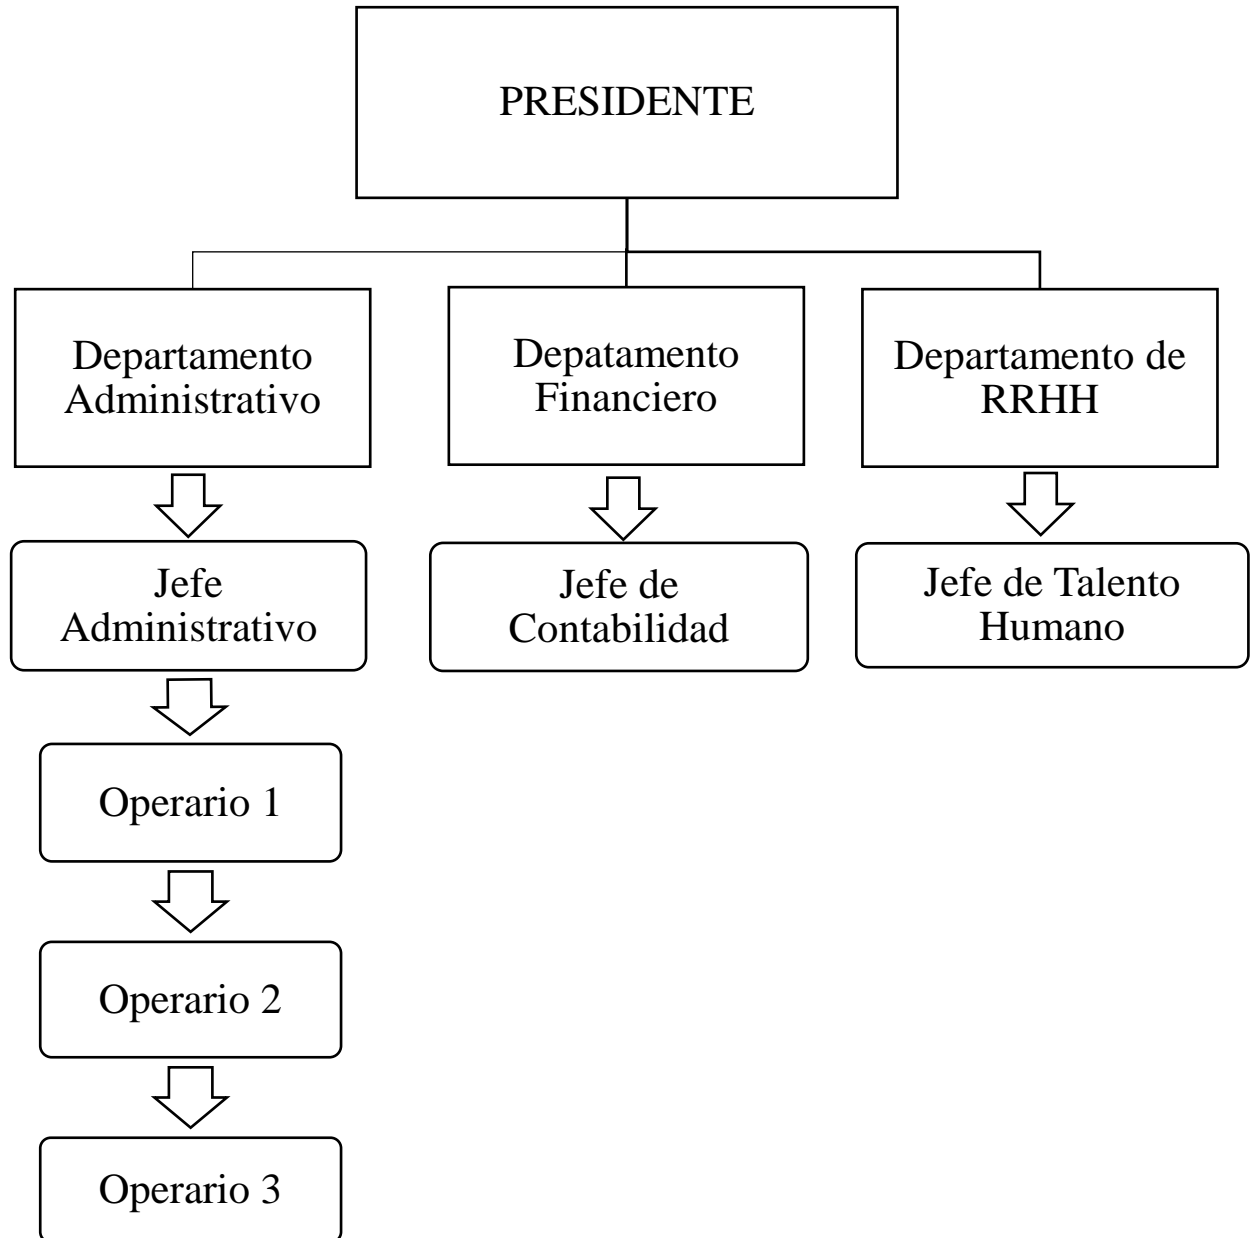 PRESIDENTE
Departamento
Administrativo
Depatamento
Financiero
Departamento de
RRHH
Jefe
Administrativo
Jefe de
Contabilidad
Jefe de Talento
Humano
Operario 1
Operario 2
Operario 3